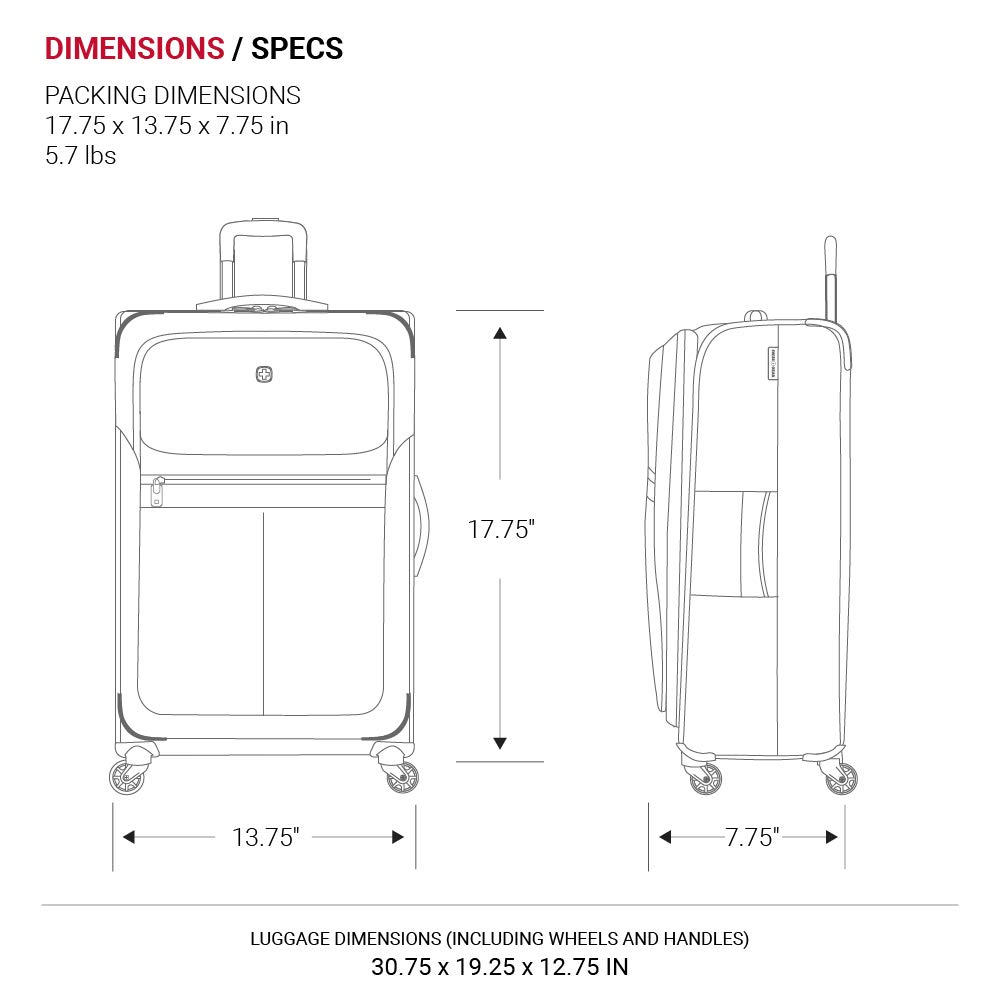 DIMENSIONS / SPECS
PACKING DIMENSIONS
17.75 x 13.75 x 7.75 in
5.7 lbs
17.75"
13.75"
7.75"
LUGGAGE DIMENSIONS (INCLUDING WHEELS AND HANDLES)
30.75 x 19.25 x 12.75 IN